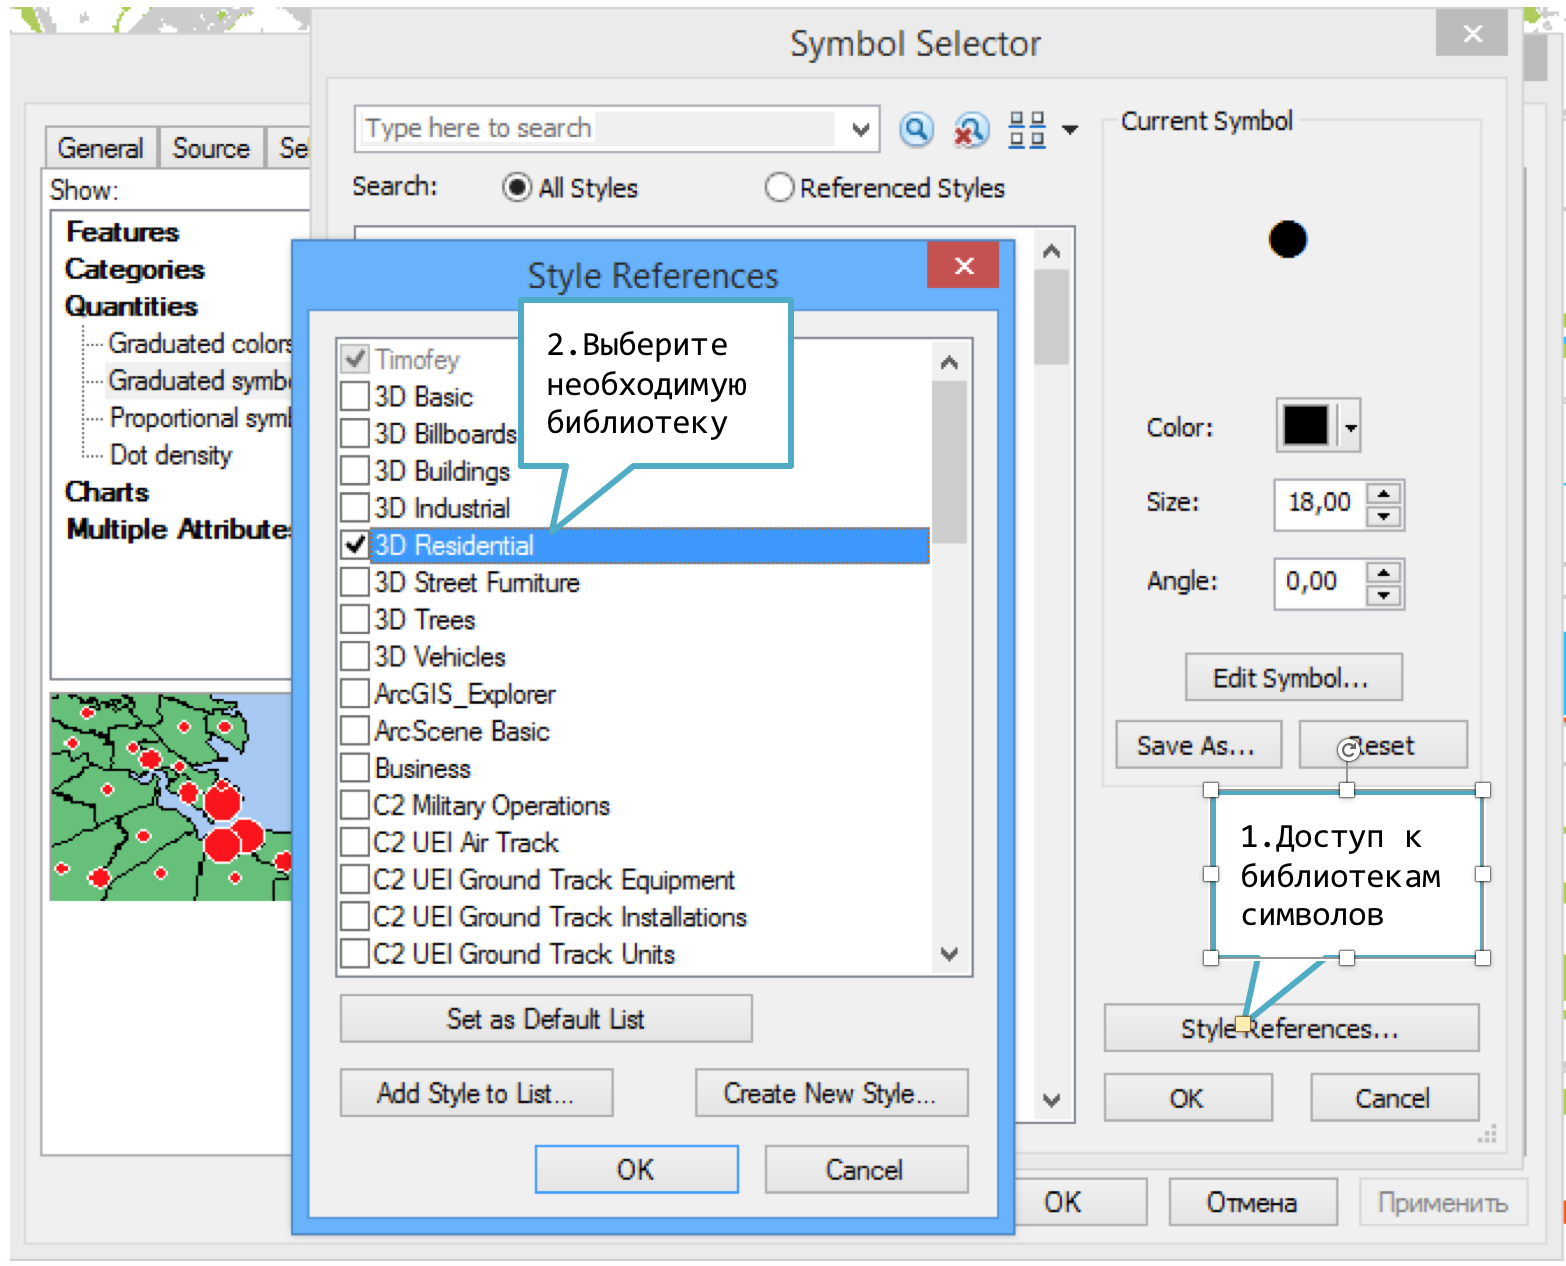 Symbol Selector
Type here to search
Search:
All Styles
Referenced Styles
Current Symbol
General
Source
Sel
Show:
Features
Categories
Quantities
Graduated colors
Graduated symb
Proportional sym
Dot density
Charts
Multiple Attributes
Style References
2.Выберите
необходимую
библиотеку
Timofey
3D Basic
3D Billboards
3D Buildings
3D Industrial
3D Residential
3D Street Furniture
3D Trees
3D Vehicles
ArcGIS_Explorer
ArcScene Basic
Business
C2 Military Operations
C2 UEI Air Track
C2 UEI Ground Track Equipment
C2 UEI Ground Track Installations
C2 UEI Ground Track Units
Set as Default List
Add Style to List...
Create New Style...
OK
Cancel
Color:
Size:
18,00
Angle:
0,00
Edit Symbol...
Save As...
Reset
1.Доступ к
библиотекам
символов
Style References...
OK
Cancel
OK
Отмена
Применить